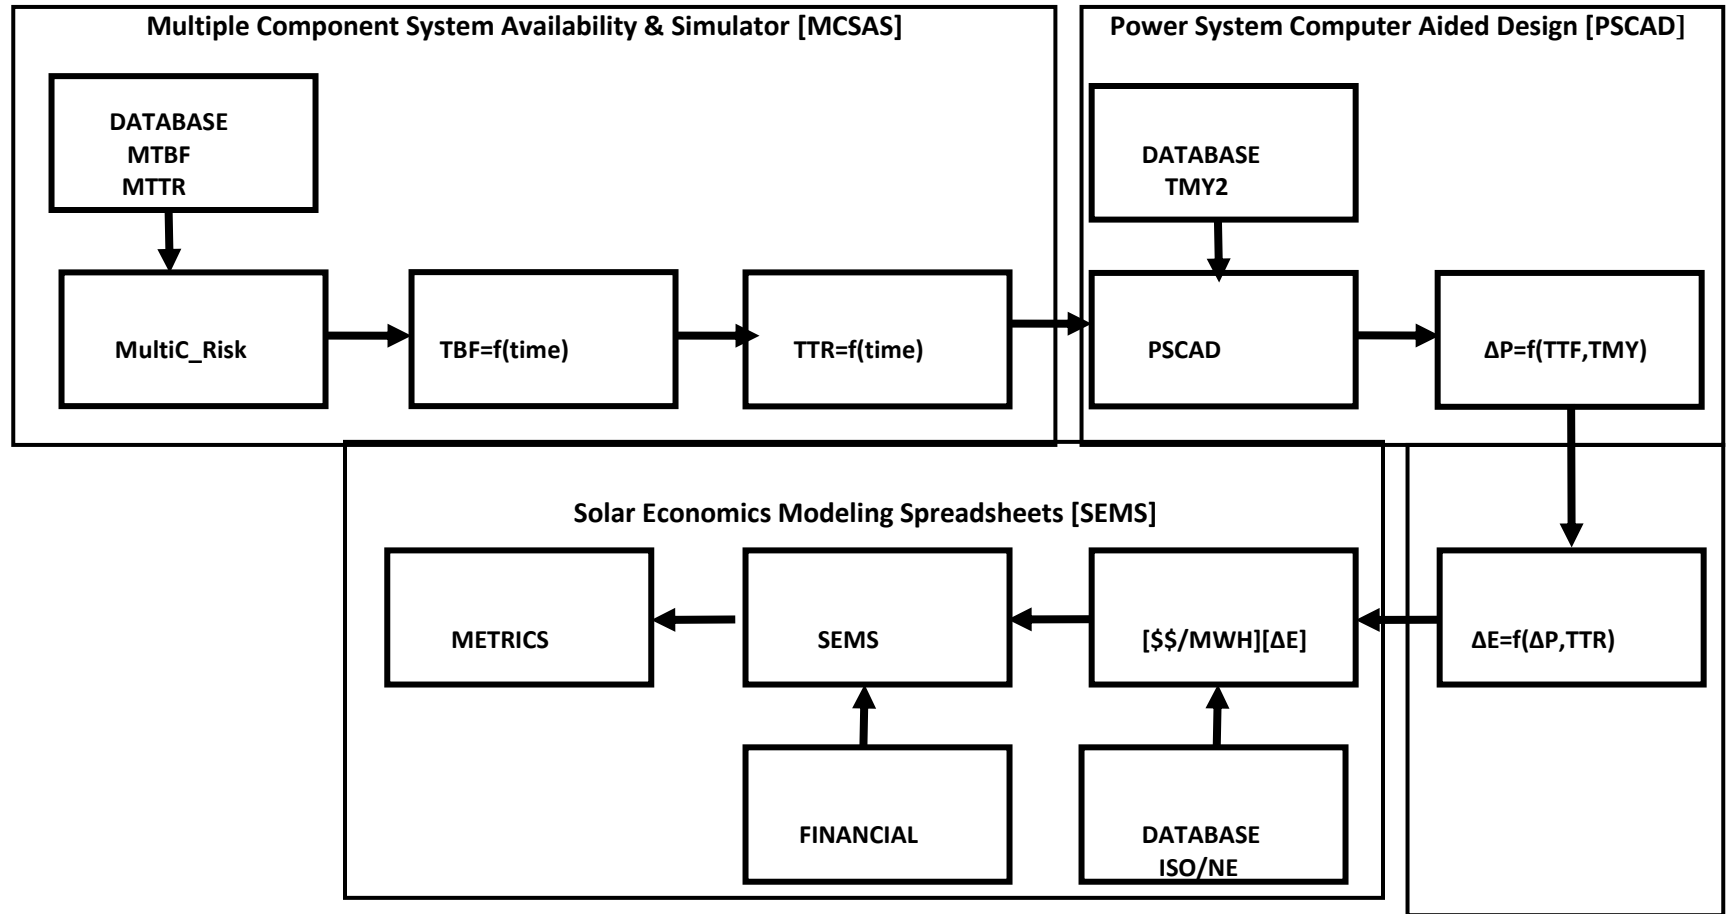 Multiple Component System Availability & Simulator [MCSAS]
Power System Computer Aided Design [PSCAD]
DATABASE
MTBF
MTTR
DATABASE
TMY2
MultiC_Risk
TBF=f(time)
TTR=f(time)
PSCAD
ΔP=f(TTF,TMY)
Solar Economics Modeling Spreadsheets [SEMS]
METRICS
SEMS
[$$/MWH][ΔE]
ΔE=f(ΔP,TTR)
FINANCIAL
DATABASE
ISO/NE